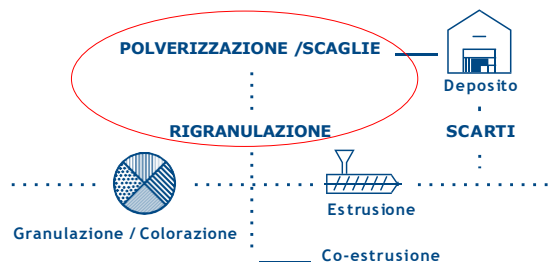 POLVERIZZAZIONE /SCAGLIE
Deposito
RIGRANULAZIONE
SCARTI
Estrusione
Granulazione / Colorazione
Co-estrusione